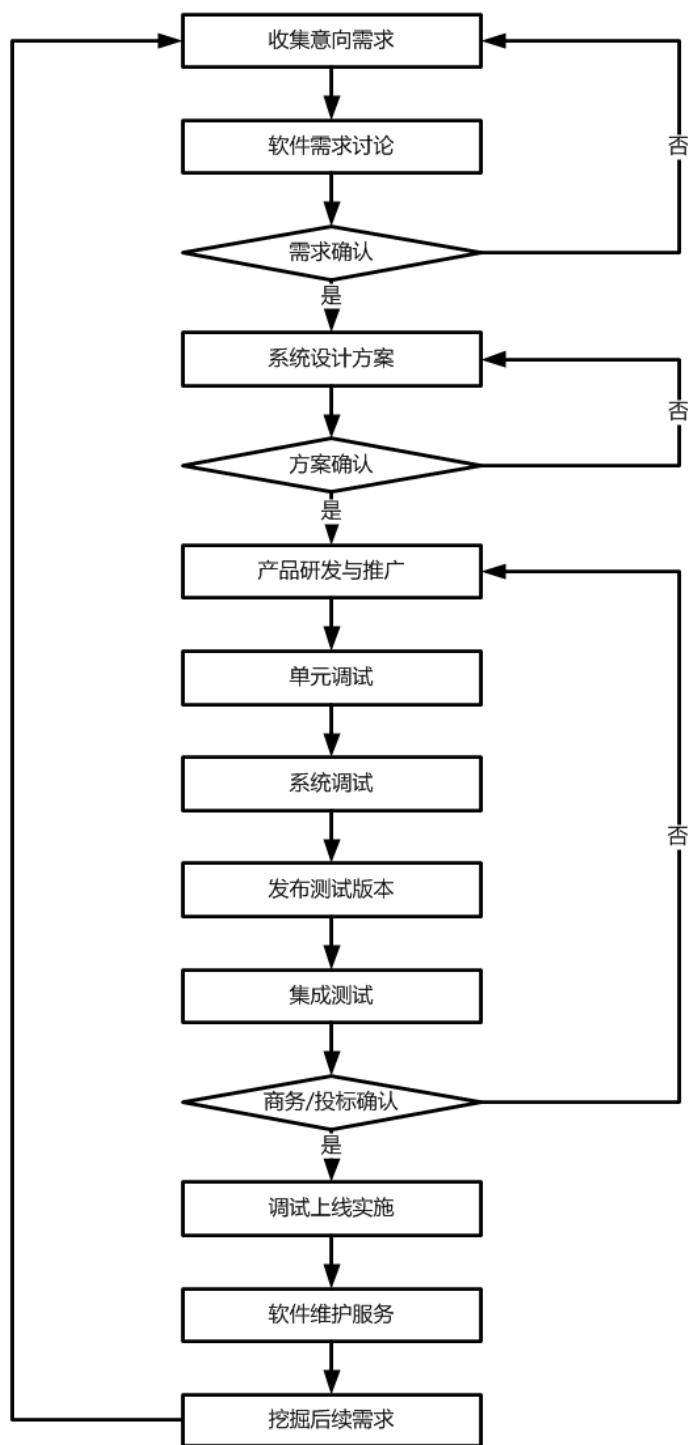 收集意向需求
软件需求讨论
否
需求确认
是
系统设计方案
否
方案确认
是
产品研发与推广
单元调试
系统调试
否
发布测试版本
集成测试
商务/投标确认
是
调试上线实施
软件维护服务
挖掘后续需求